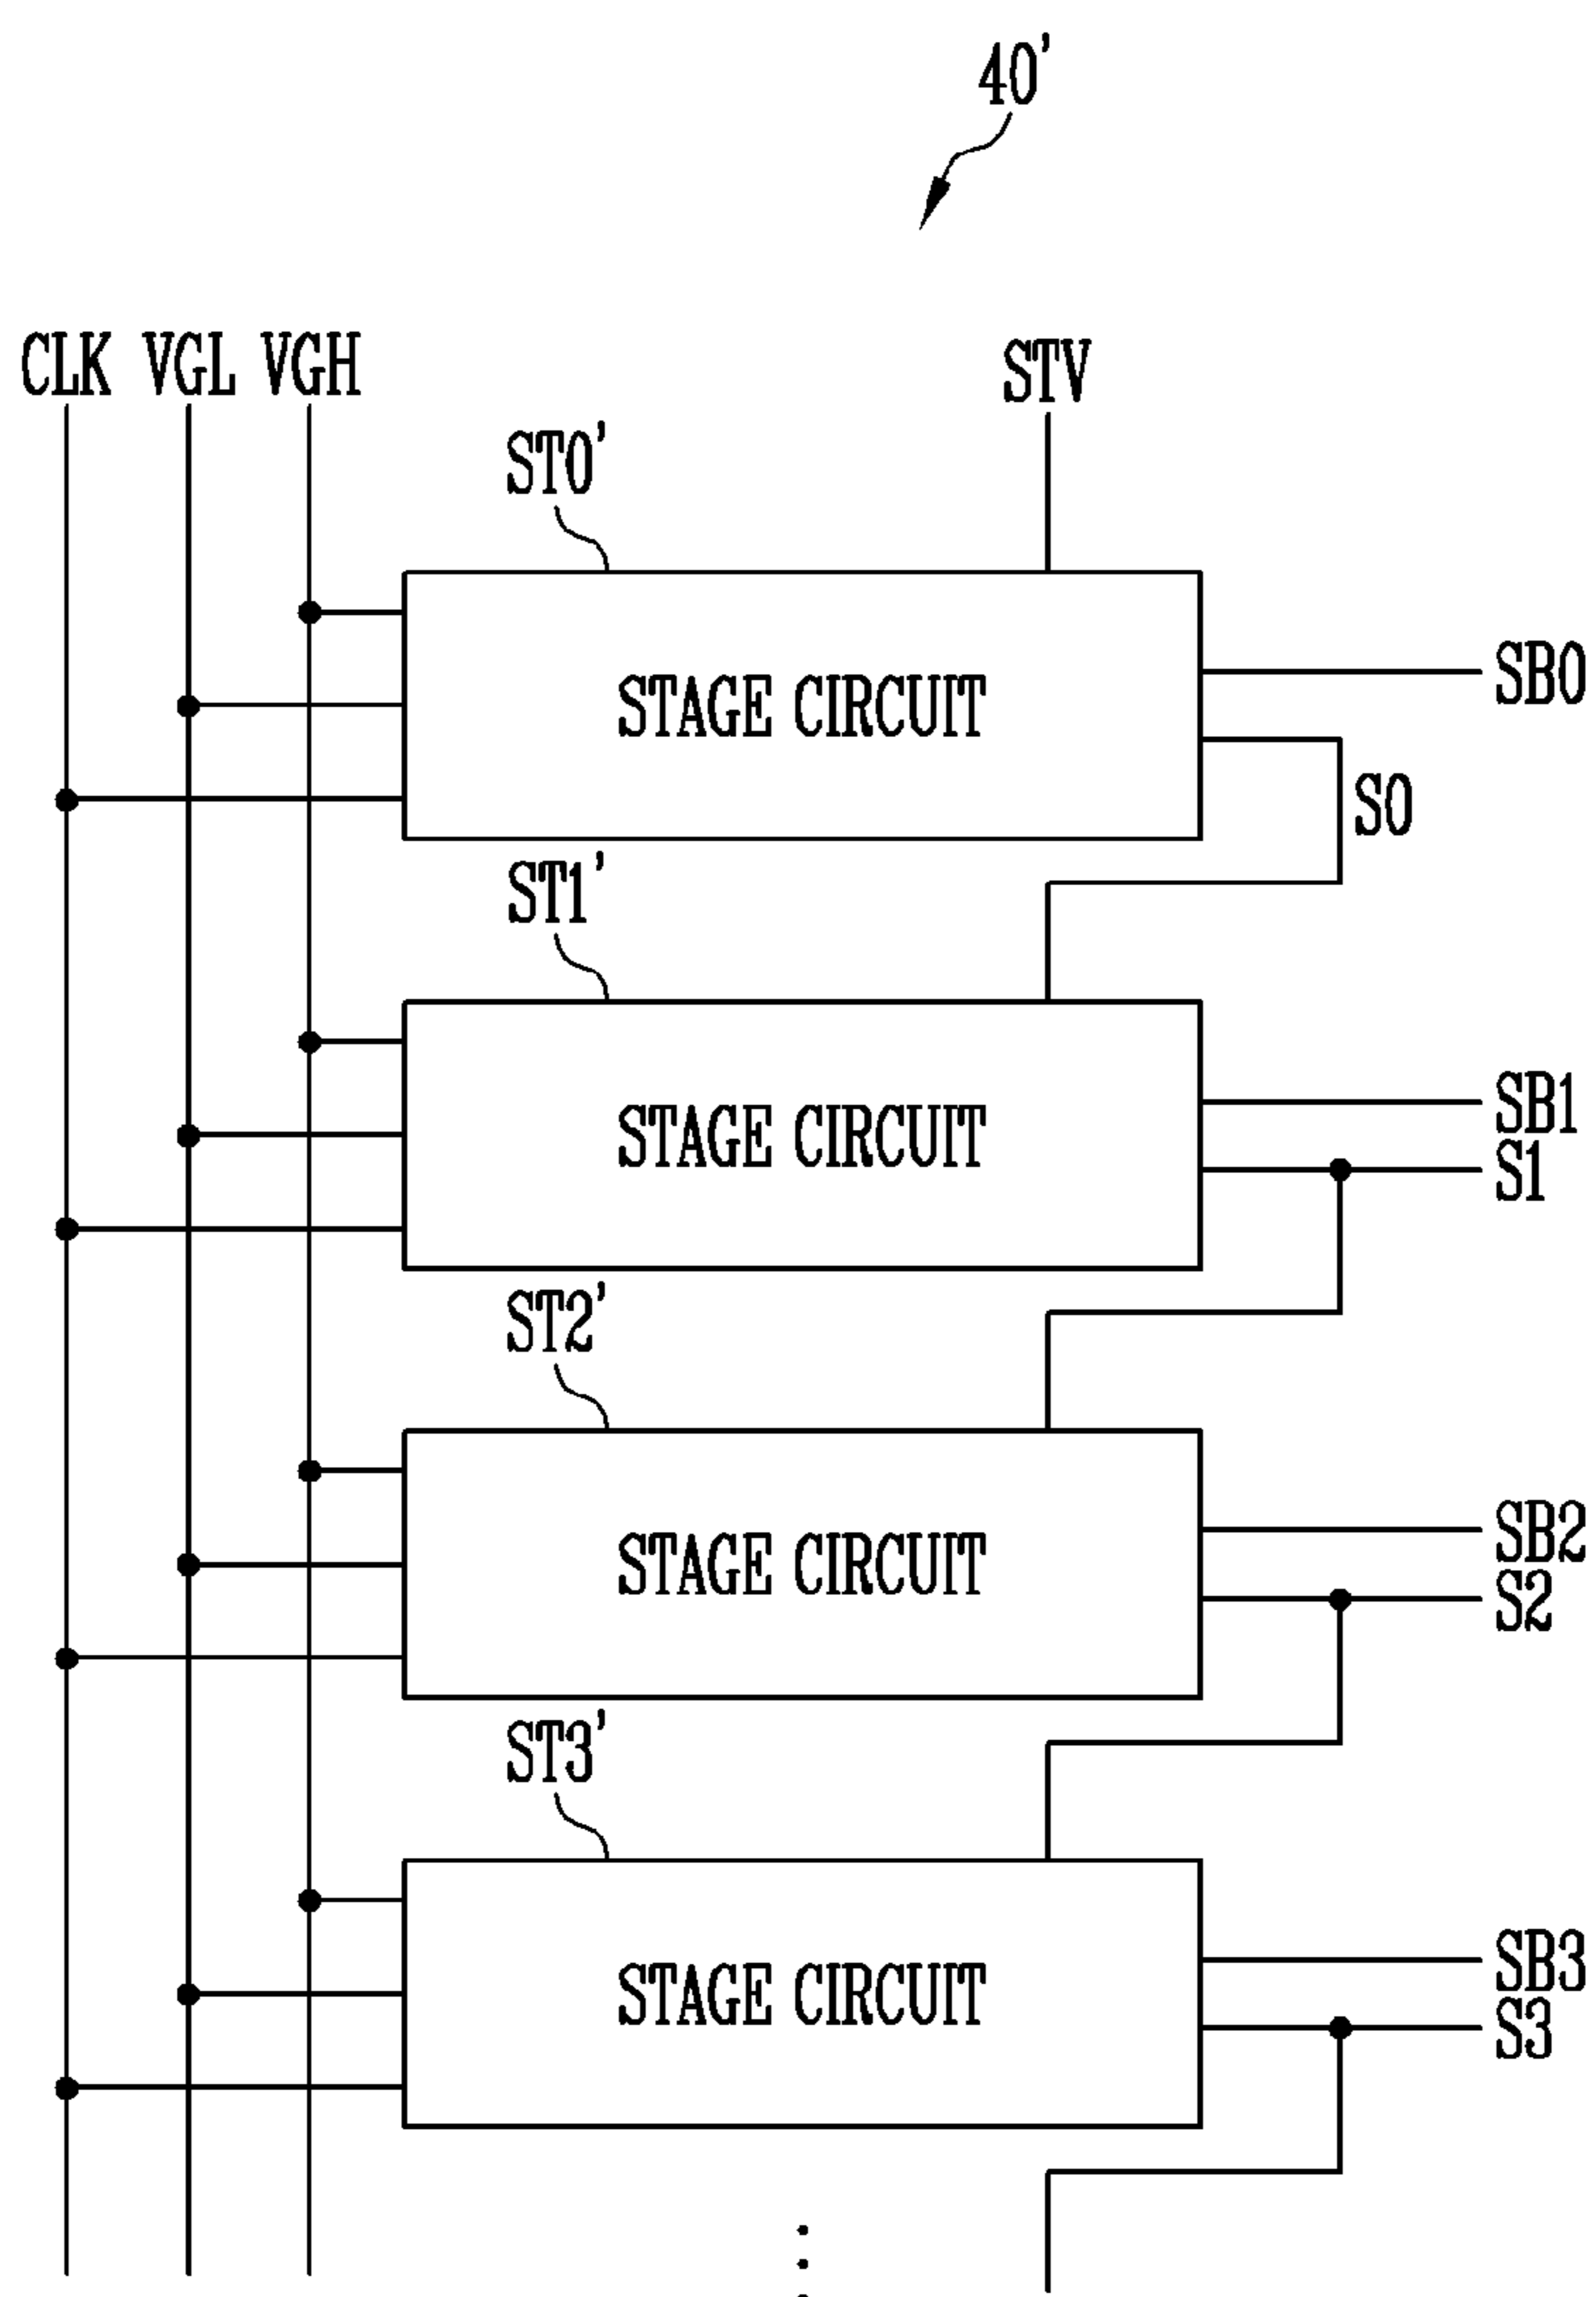 40'
CLK VGL VGH
STV
ST0'
STAGE CIRCUIT
SB0
S0
ST1'
STAGE CIRCUIT
SB1
S1
ST2'
STAGE CIRCUIT
SB2
S2
ST3'
STAGE CIRCUIT
SB3
S3